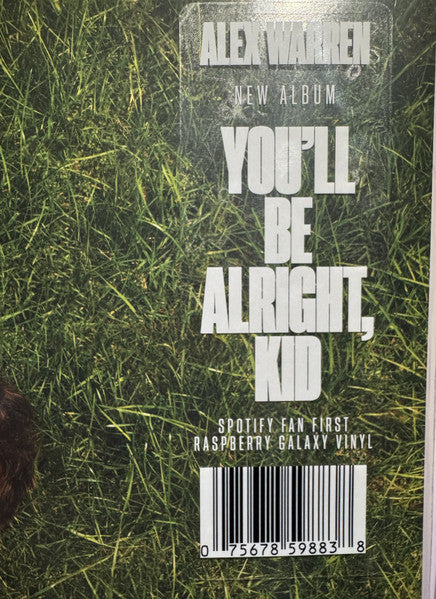 ALEX WARREN
NEW ALBUM
YOU'LL
BE
ALRIGHT,
KID
SPOTIFY FAN FIRST
RASPBERRY GALAXY VINYL
0 75678 59883 8